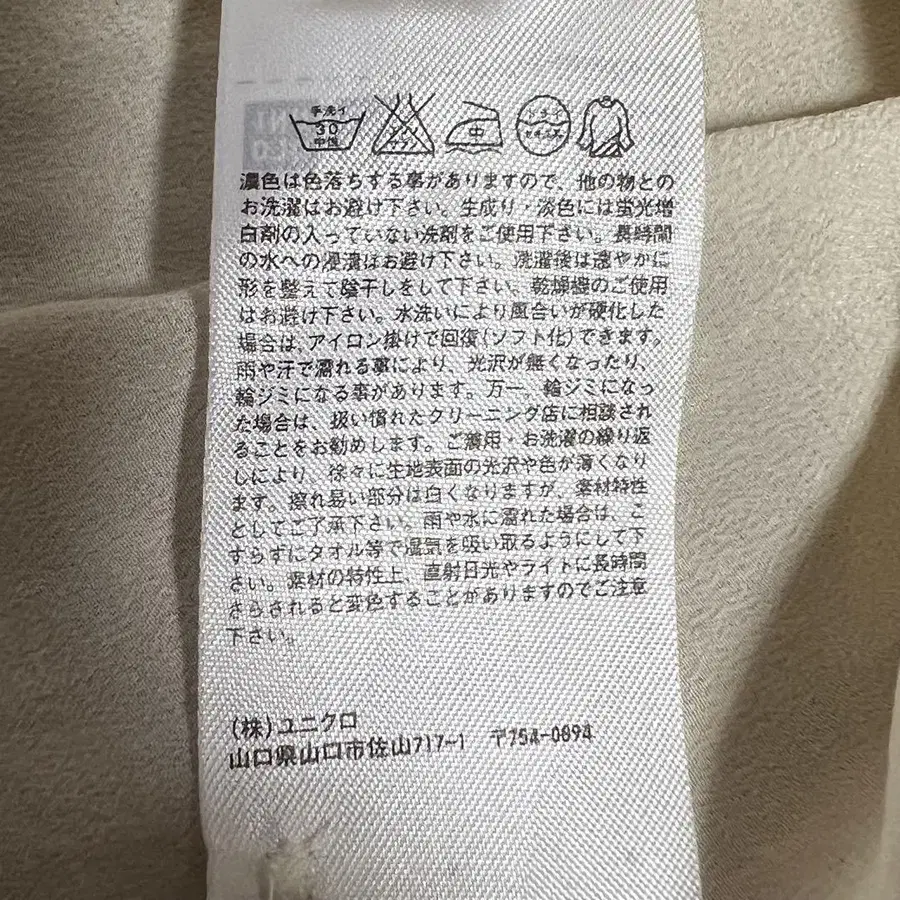 手洗イ
30
中性
エンソ
サラシ
中
ドライ
セキユ系
濃色は色落ちする事がありますので、他の物との
お洗濯はお避け下さい。生成り・淡色には蛍光増
白剤の入っていない洗剤をご使用下さい。長時間
の水への浸漬はお避け下さい。洗濯後は速やかに
形を整えて陰干しをして下さい。乾燥機のご使用
はお避け下さい。水洗いにより風合いが硬化した
場合は、アイロン掛けで回復(ソフト化)できます。
雨や汗で濡れる事により、光沢が無くなったり、
輪ジミになる事があります。万一、輪ジミになっ
た場合は、扱い慣れたクリーニング店に相談され
ることをお勧めします。ご着用・お洗濯の繰り返
しにより、徐々に生地表面の光沢や色が薄くなり
ます。擦れ易い部分は白くなりますが、素材特性
としてご了承下さい。雨や水に濡れた場合は、こ
すらずにタオル等で湿気を吸い取るようにして下
さい。素材の特性上、直射日光やライトに長時間
さらされると変色することがありますのでご注意
下さい。
(株)ユニクロ
山口県山口市佐山717-1 〒754-0894